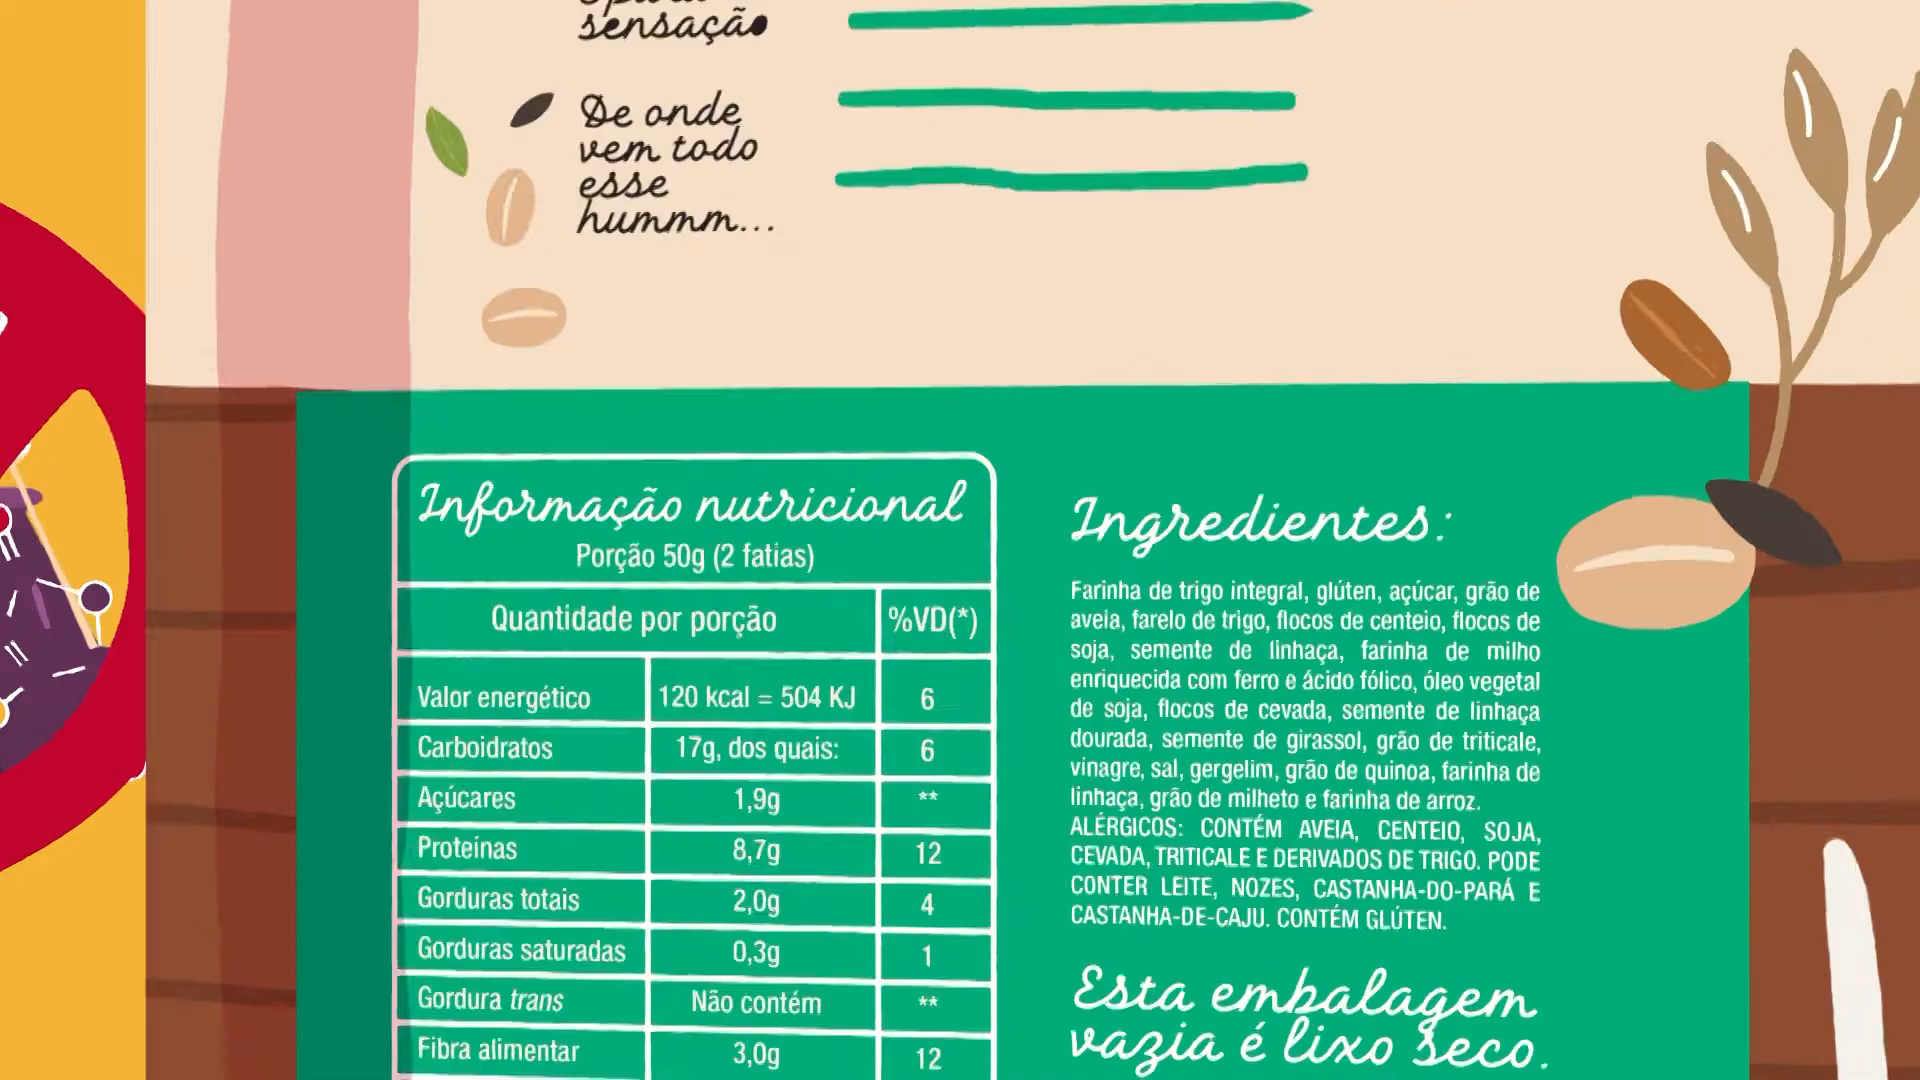 sensação
De onde
vem todo
esse
hummm...
Informação nutricional
Porção 50g (2 fatias)
Quantidade por porção %VD(*)
Valor energético 120 kcal = 504 KJ 6
Carboidratos 17g, dos quais: 6
Açúcares 1,9g **
Proteínas 8,7g 12
Gorduras totais 2,0g 4
Gorduras saturadas 0,3g 1
Gordura trans Não contém **
Fibra alimentar 3,0g 12
Ingredientes:
Farinha de trigo integral, glúten, açúcar, grão de
aveia, farelo de trigo, flocos de centeio, flocos de
soja, semente de linhaça, farinha de milho
enriquecida com ferro e ácido fólico, óleo vegetal
de soja, flocos de cevada, semente de linhaça
dourada, semente de girassol, grão de triticale,
vinagre, sal, gergelim, grão de quinoa, farinha de
linhaça, grão de milheto e farinha de arroz.
ALÉRGICOS: CONTÉM AVEIA, CENTEIO, SOJA,
CEVADA, TRITICALE E DERIVADOS DE TRIGO. PODE
CONTER LEITE, NOZES, CASTANHA-DO-PARÁ E
CASTANHA-DE-CAJU. CONTÉM GLÚTEN.
Esta embalagem
vazia é lixo seco.